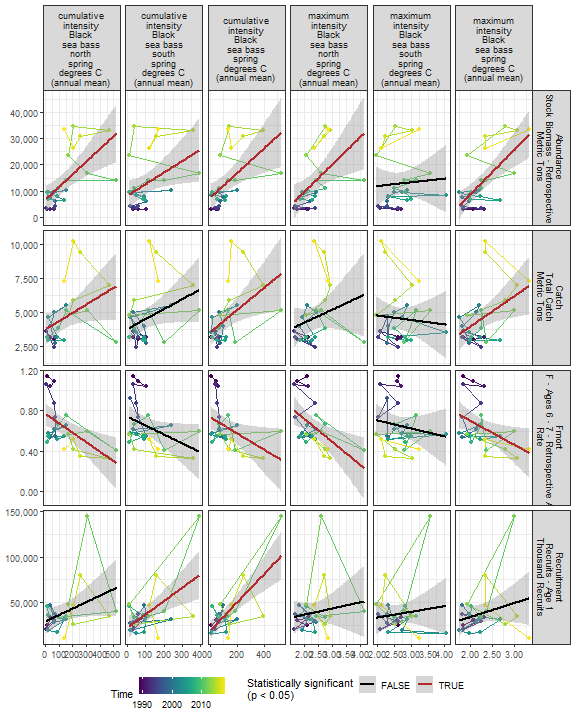 cumulative
intensity
Black
sea bass
north
spring
degrees C
(annual mean)
cumulative
intensity
Black
sea bass
south
spring
degrees C
(annual mean)
cumulative
intensity
Black
sea bass
spring
degrees C
(annual mean)
maximum
intensity
Black
sea bass
north
spring
degrees C
(annual mean)
maximum
intensity
Black
sea bass
south
spring
degrees C
(annual mean)
maximum
intensity
Black
sea bass
spring
degrees C
(annual mean)
40,000
30,000
20,000
10,000
0
Abundance
Stock Biomass - Retrospective
Metric Tons
10,000
7,500
5,000
2,500
Catch
Total Catch
Metric Tons
1.20
0.80
0.40
0.00
F - Ages 6 - 7 - Retrospective
Rate
150,000
100,000
50,000
Recruitment
Recruits - Age 1
Thousand Recruits
0 100 200 300 400 500
0 200 400
0 200 400
2.00 2.50 3.00 3.50 4.00
2.00 2.50 3.00 3.50 4.00
2.00 2.50 3.00
Time
1990 2000 2010
Statistically significant
(p < 0.05)
FALSE TRUE